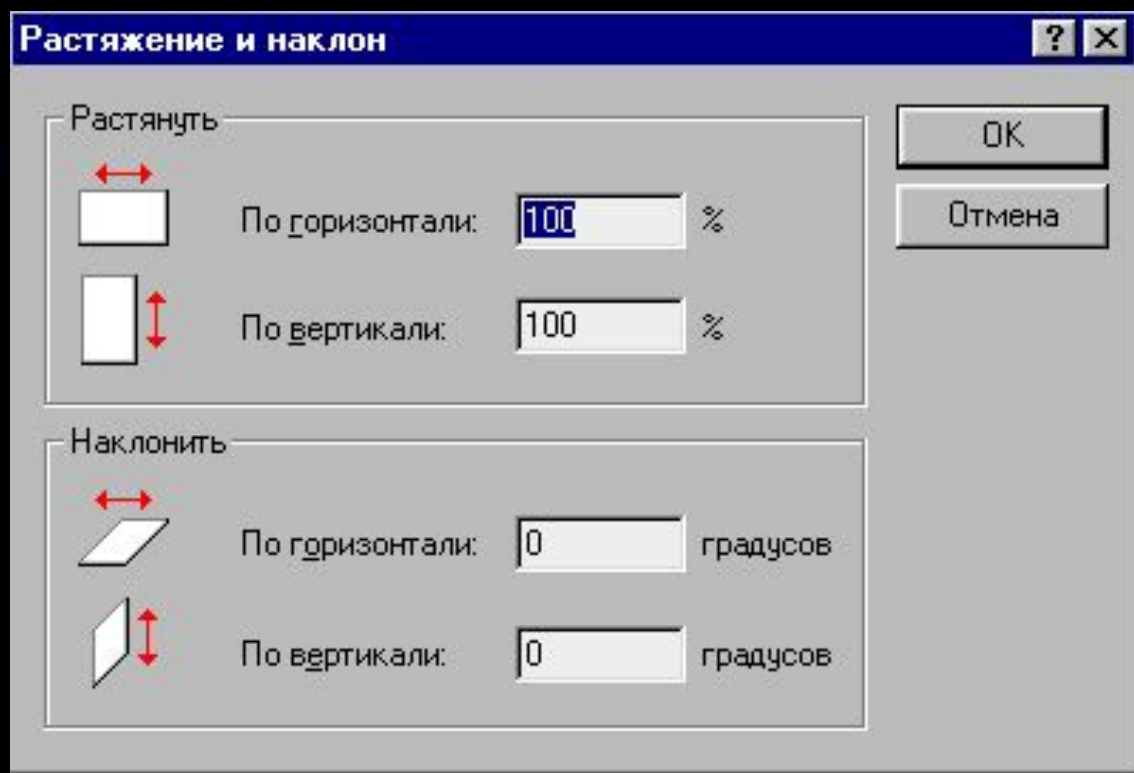 Растяжение и наклон
Растянуть
OK
По горизонтали: 100 %
Отмена
По вертикали: 100 %
Наклонить
По горизонтали: 0 градусов
По вертикали: 0 градусов